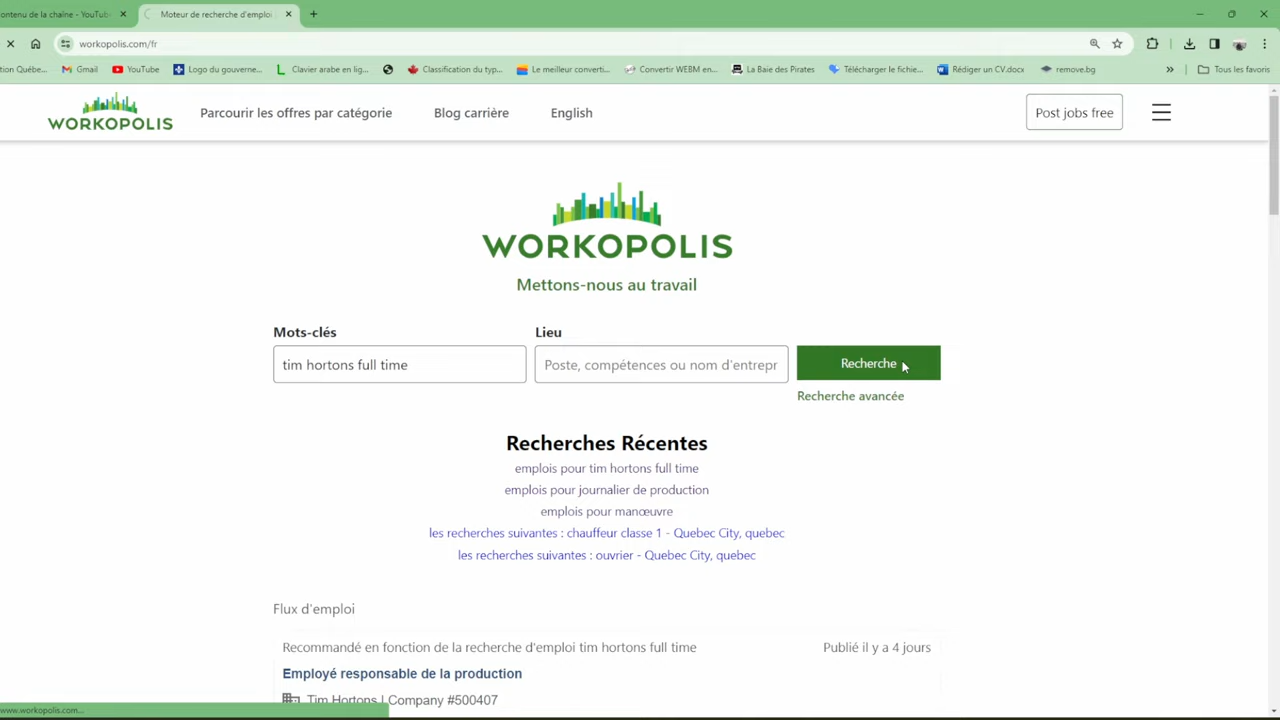 ontenu de la chaîne - YouTub
Moteur de recherche d'emploi
workopolis.com/fr
tion Québe...
Gmail
YouTube
Logo du gouverne...
Clavier arabe en lig...
Classification du typ...
Le meilleur converti...
Convertir WEBM en...
La Baie des Pirates
Télécharger le fichie...
Rédiger un CV.docx
remove.bg
»
Tous les favoris
WORKOPOLIS
Parcourir les offres par catégorie
Blog carrière
English
Post jobs free
WORKOPOLIS
Mettons-nous au travail
Mots-clés
Lieu
tim hortons full time
Poste, compétences ou nom d'entrepr
Recherche
Recherche avancée
Recherches Récentes
emplois pour tim hortons full time
emplois pour journalier de production
emplois pour manœuvre
les recherches suivantes : chauffeur classe 1 - Quebec City, quebec
les recherches suivantes : ouvrier - Quebec City, quebec
Flux d'emploi
Recommandé en fonction de la recherche d'emploi tim hortons full time
Publié il y a 4 jours
Employé responsable de la production
Tim Hortons | Company #500407
www.workopolis.com...